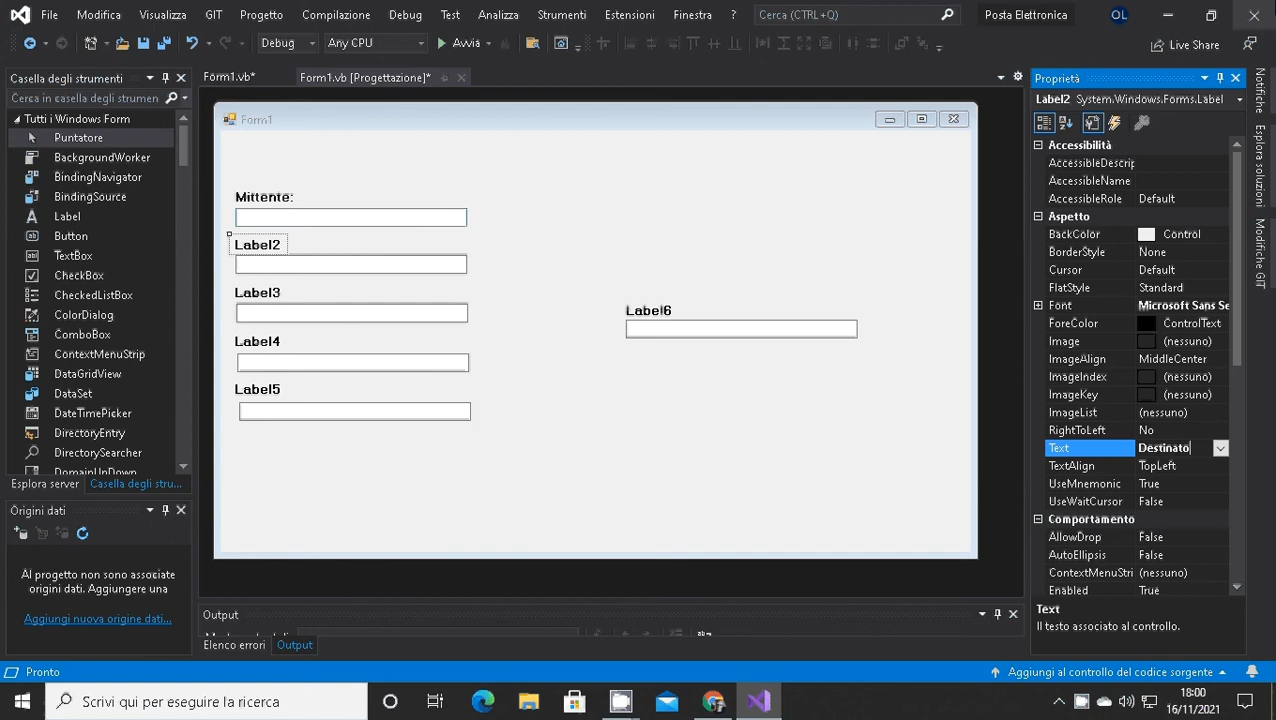 File Modifica Visualizza GIT Progetto Compilazione Debug Test Analizza Strumenti Estensioni Finestra ? Cerca (CTRL+Q) Posta Elettronica OL
Debug Any CPU Avvia Live Share
Casella degli strumenti
Cerca in casella degli strumen
Tutti i Windows Form
Puntatore
BackgroundWorker
BindingNavigator
BindingSource
Label
Button
TextBox
CheckBox
CheckedListBox
ColorDialog
ComboBox
ContextMenuStrip
DataGridView
DataSet
DateTimePicker
DirectoryEntry
DirectorySearcher
DomainUpDown
Esplora server Casella degli stru...
Origini dati
Al progetto non sono associate
origini dati. Aggiungere una
Aggiungi nuova origine dati...
Form1.vb* Form1.vb [Progettazione]*
Form1
Mittente:
Label2
Label3
Label4
Label5
Label6
Output
Elenco errori Output
Proprietà
Label2 System.Windows.Forms.Label
Accessibilità
AccessibleDescrip
AccessibleName
AccessibleRole Default
Aspetto
BackColor Control
BorderStyle None
Cursor Default
FlatStyle Standard
Font Microsoft Sans Se
ForeColor ControlText
Image (nessuno)
ImageAlign MiddleCenter
ImageIndex (nessuno)
ImageKey (nessuno)
ImageList (nessuno)
RightToLeft No
Text Destinato
TextAlign TopLeft
UseMnemonic True
UseWaitCursor False
Comportamento
AllowDrop False
AutoEllipsis False
ContextMenuStri (nessuno)
Enabled True
Text
Il testo associato al controllo.
Notifiche
Esplora soluzioni
Modifiche GIT
Pronto Aggiungi al controllo del codice sorgente
Scrivi qui per eseguire la ricerca
18:00
16/11/2021